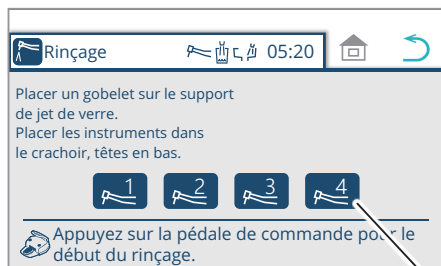 Rinçage 05:20
Placer un gobelet sur le support
de jet de verre.
Placer les instruments dans
le crachoir, têtes en bas.
1 2 3 4
Appuyez sur la pédale de commande pour le
début du rinçage.